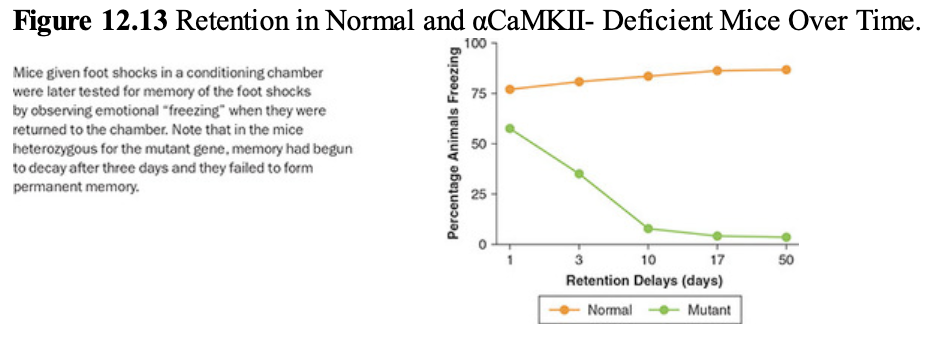 Figure 12.13 Retention in Normal and αCaMKII- Deficient Mice Over Time.
Mice given foot shocks in a conditioning chamber
were later tested for memory of the foot shocks
by observing emotional “freezing” when they were
returned to the chamber. Note that in the mice
heterozygous for the mutant gene, memory had begun
to decay after three days and they failed to form
permanent memory.
Percentage Animals Freezing
100
75
50
25
0
1 3 10 17 50
Retention Delays (days)
Normal Mutant